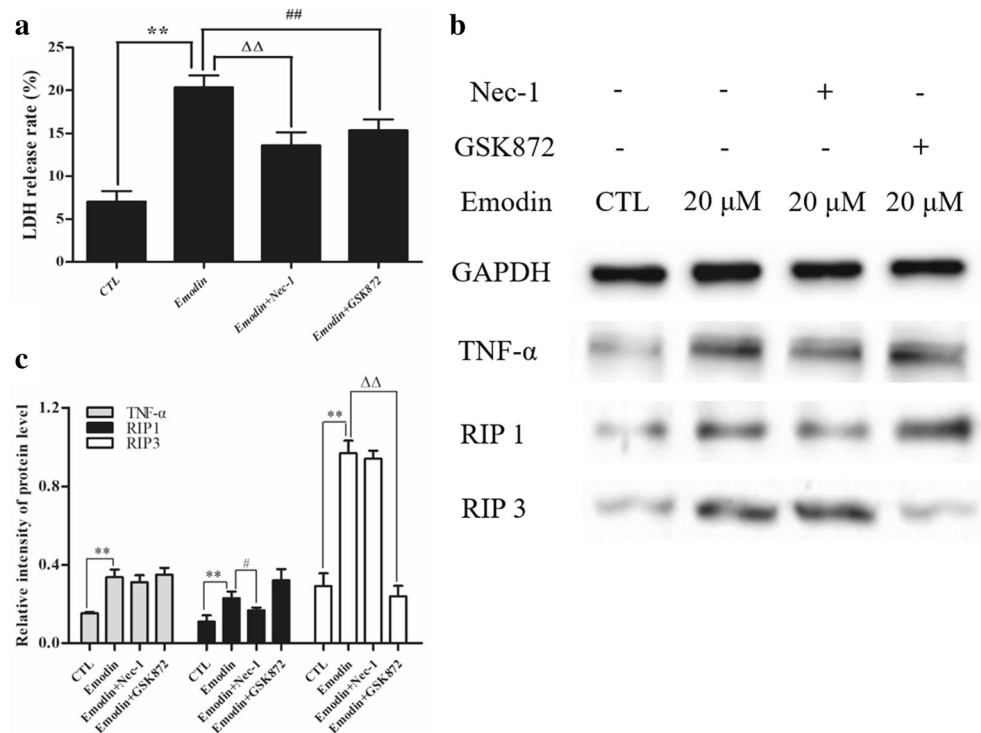 a
LDH release rate (%)
25
20
15
10
5
0
**
ΔΔ
##
CTL
Emodin
Emodin+Nec-1
Emodin+GSK872
b
Nec-1 - - + -
GSK872 - - - +
Emodin CTL 20 μM 20 μM 20 μM
GAPDH
TNF-α
RIP 1
RIP 3
c
Relative intensity of protein level
1.2
0.8
0.4
0.0
TNF-α
RIP1
RIP3
**
**
#
**
ΔΔ
CTL
Emodin
Emodin+Nec-1
Emodin+GSK872
CTL
Emodin
Emodin+Nec-1
Emodin+GSK872
CTL
Emodin
Emodin+Nec-1
Emodin+GSK872